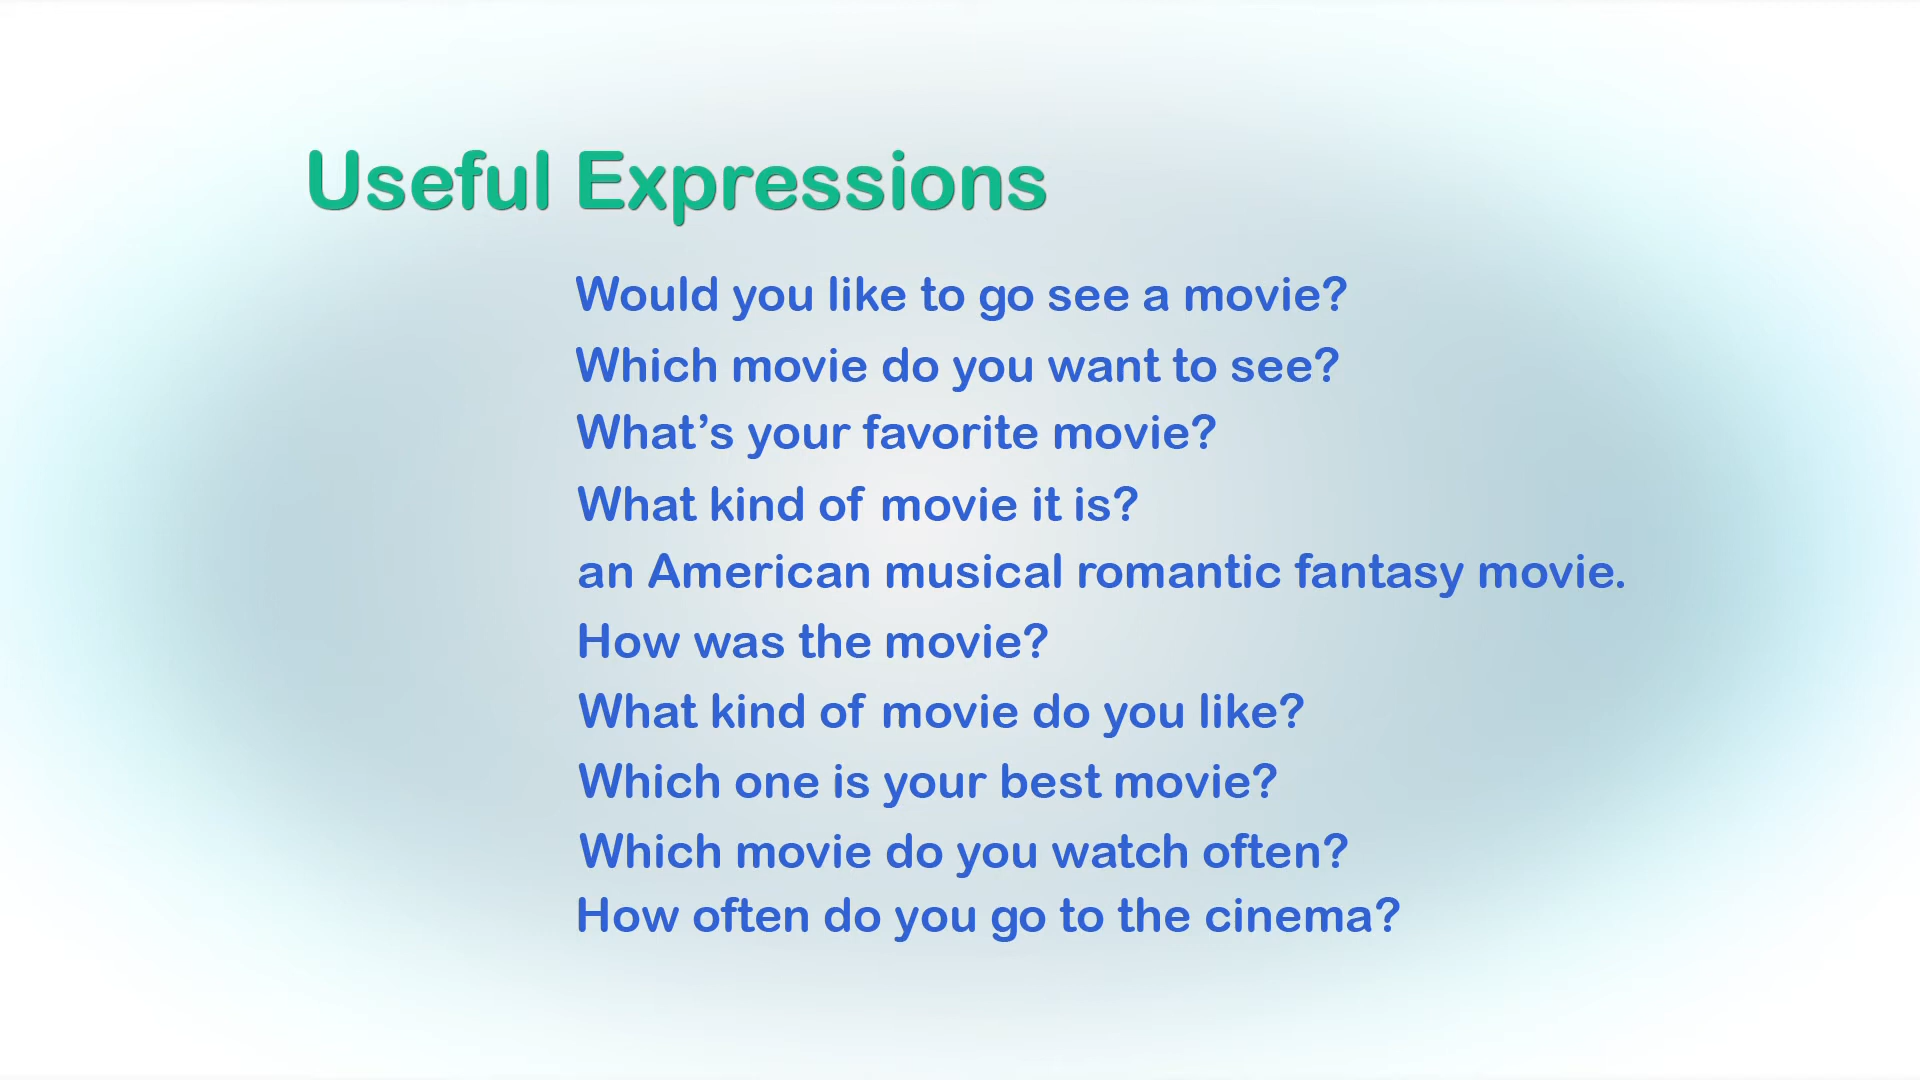 Useful Expressions
Would you like to go see a movie?
Which movie do you want to see?
What’s your favorite movie?
What kind of movie it is?
an American musical romantic fantasy movie.
How was the movie?
What kind of movie do you like?
Which one is your best movie?
Which movie do you watch often?
How often do you go to the cinema?